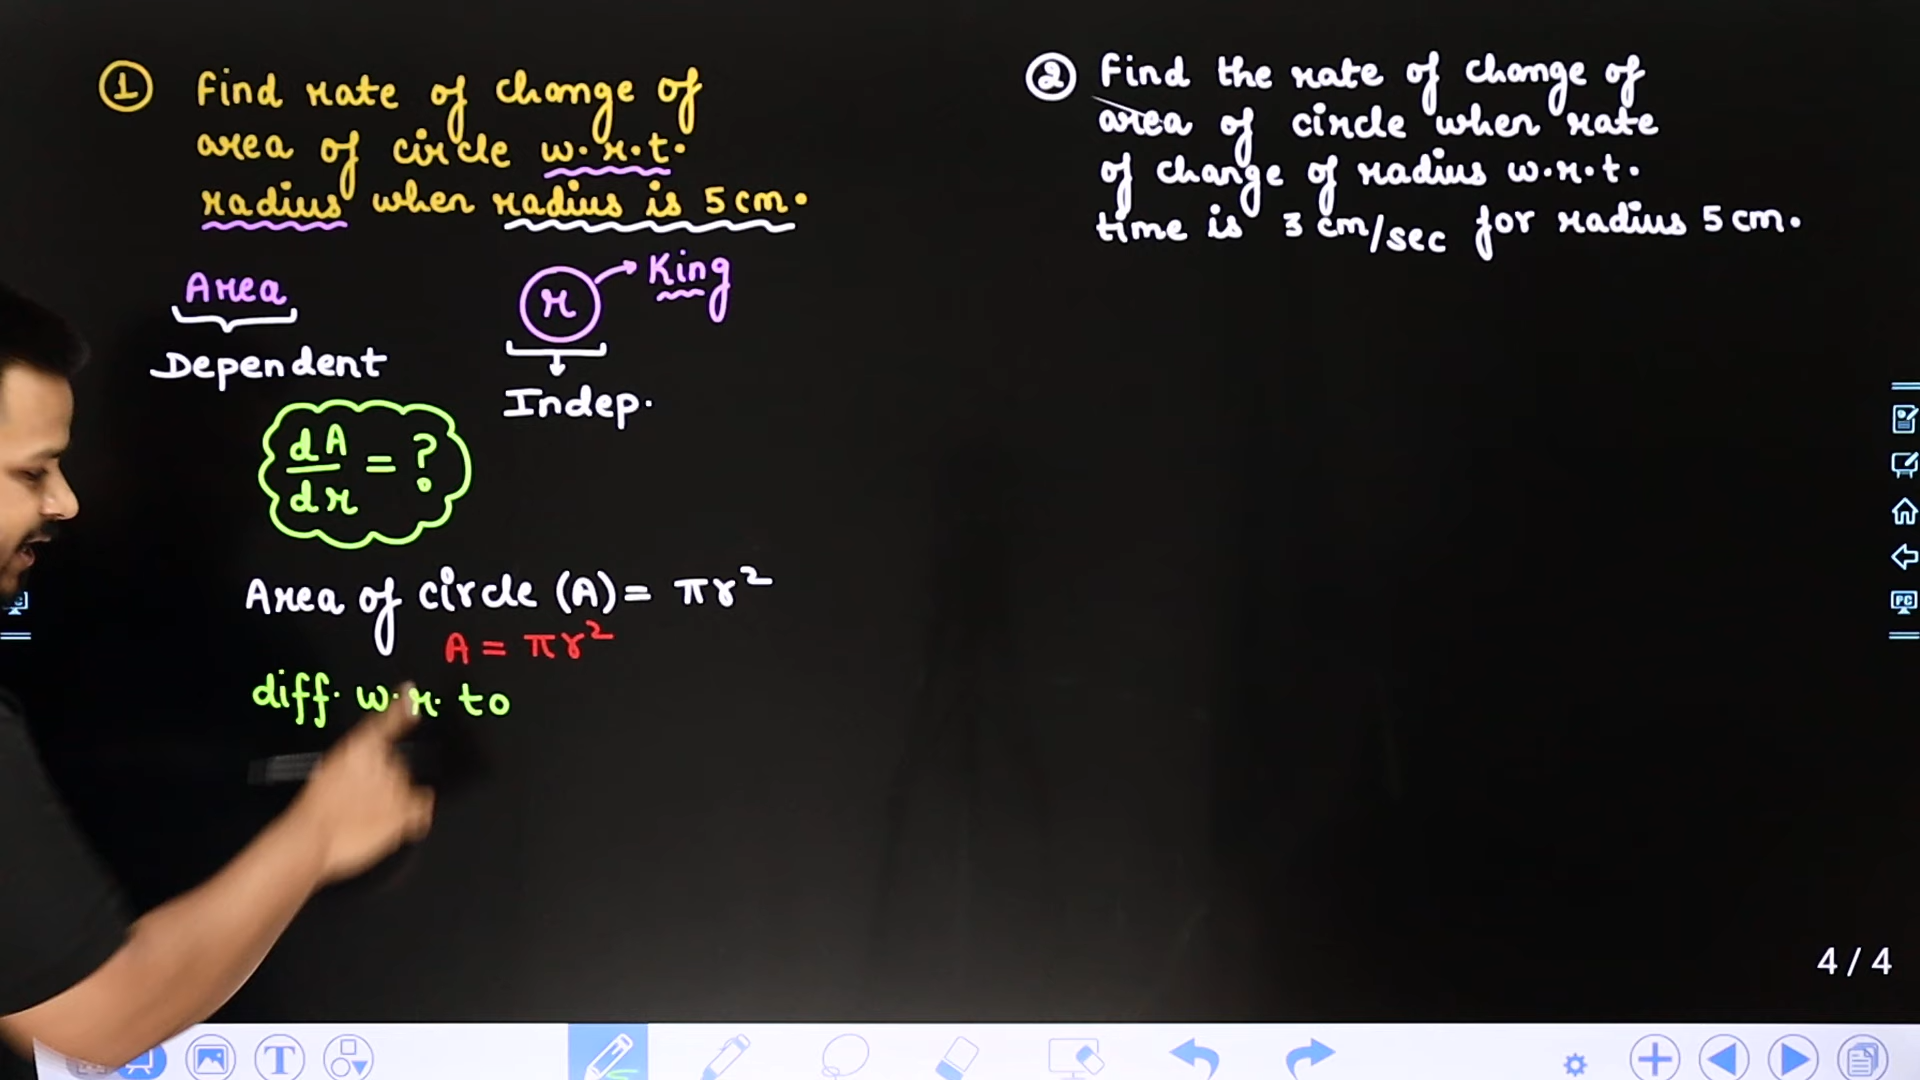 1 Find rate of change of
area of circle w.r.t.
radius when radius is 5 cm.
Area
r → King
Dependent
Indep.
dA/dr = ?
Area of circle (A) = πr²
A = πr²
diff. w.r. to
2 Find the rate of change of
area of circle when rate
of change of radius w.r.t.
time is 3 cm/sec for radius 5 cm.
PC
4 / 4
T